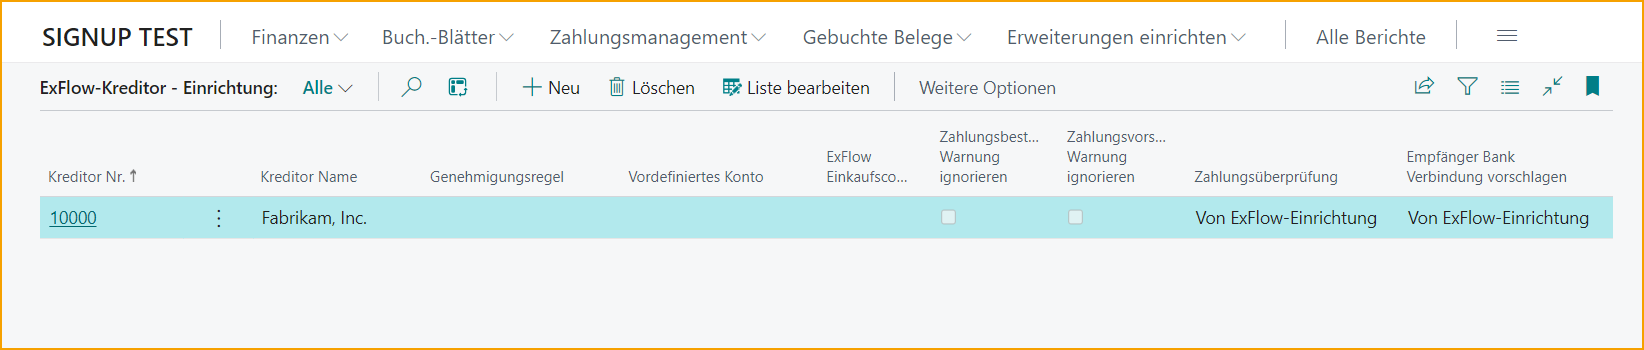 SIGNUP TEST Finanzen Buch.-Blätter Zahlungsmanagement Gebuchte Belege Erweiterungen einrichten Alle Berichte
ExFlow-Kreditor - Einrichtung: Alle Neu Löschen Liste bearbeiten Weitere Optionen
Kreditor Nr. ↑
Kreditor Name
Genehmigungsregel
Vordefiniertes Konto
ExFlow
Einkaufsco...
Zahlungsbest...
Warnung
ignorieren
Zahlungsvors...
Warnung
ignorieren
Zahlungsüberprüfung
Empfänger Bank
Verbindung vorschlagen
10000 Fabrikam, Inc. Von ExFlow-Einrichtung Von ExFlow-Einrichtung